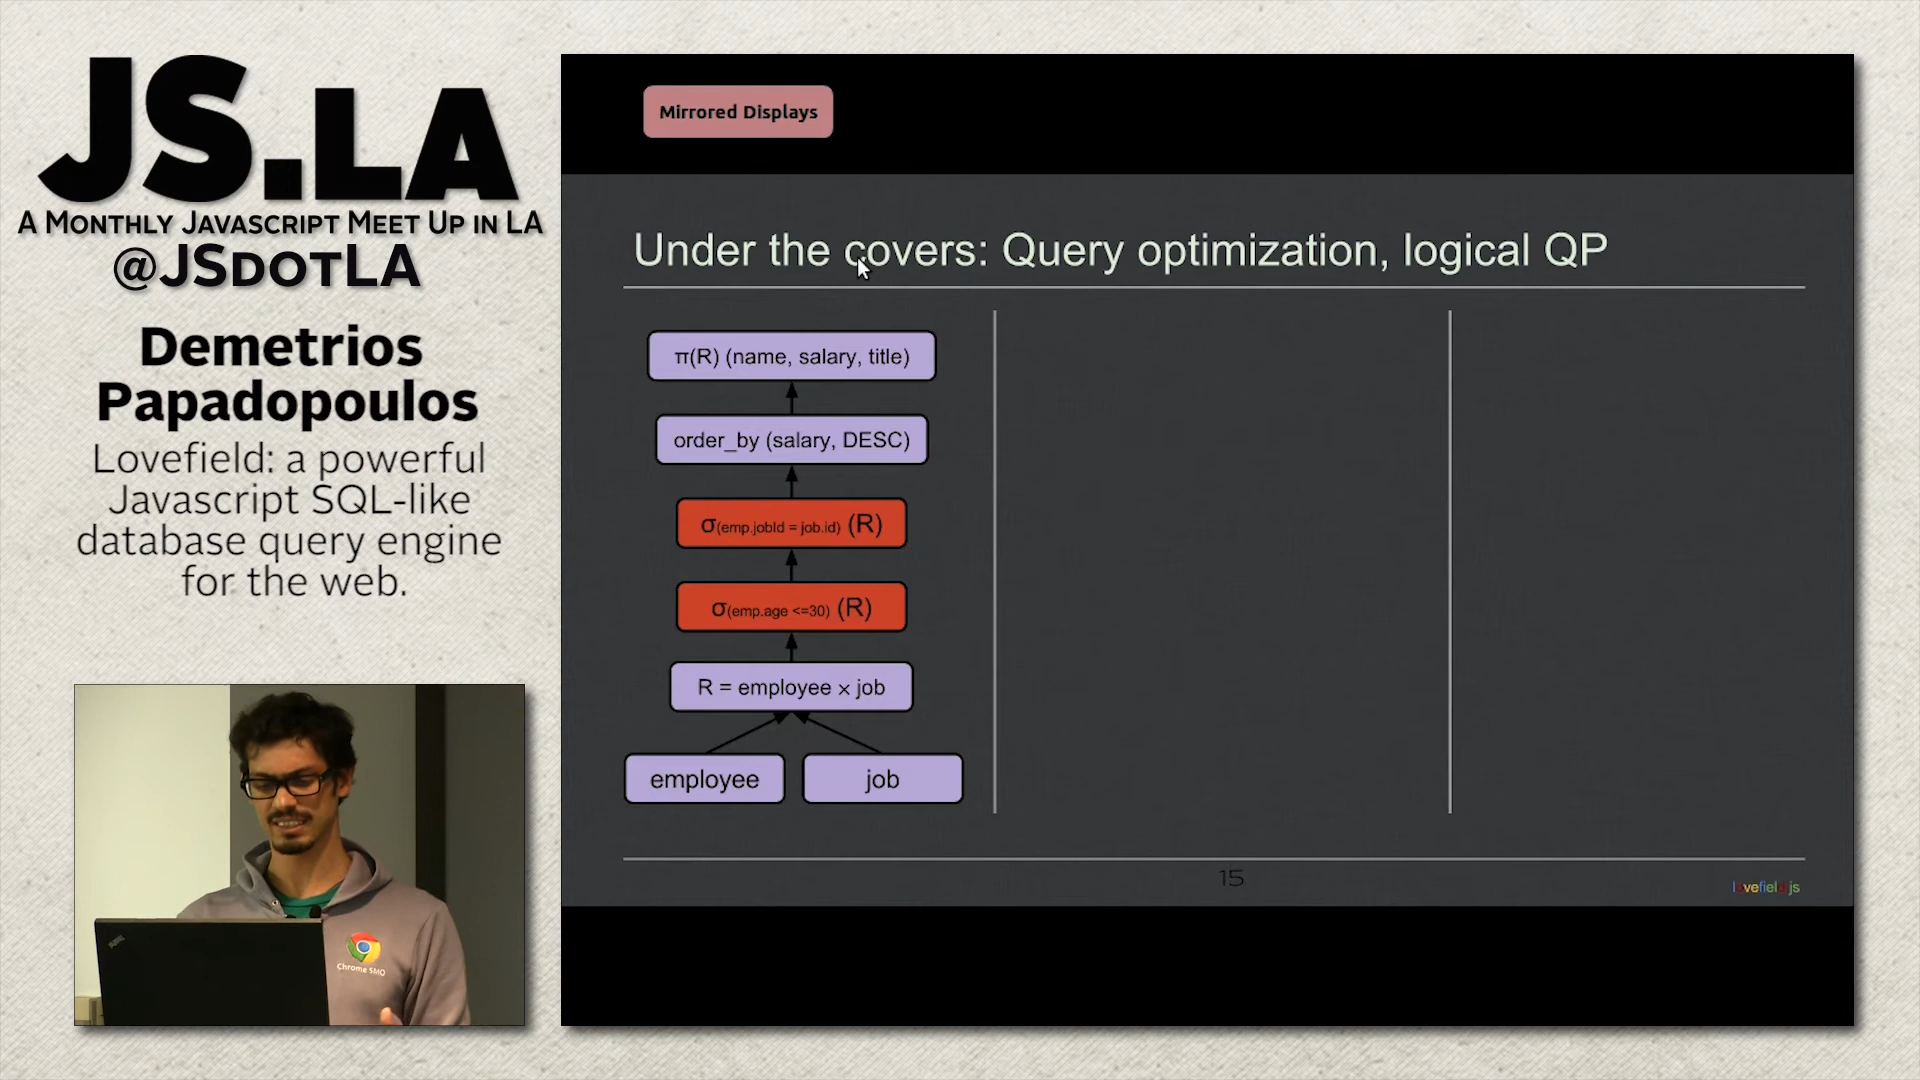 JS.LA
A Monthly Javascript Meet Up in LA
@JSdotLA
Demetrios
Papadopoulos
Lovefield: a powerful
Javascript SQL-like
database query engine
for the web.
Chrome SMO
Mirrored Displays
Under the covers: Query optimization, logical QP
π(R) (name, salary, title)
order_by (salary, DESC)
σ(emp.jobId = job.id) (R)
σ(emp.age <=30) (R)
R = employee × job
employee
job
15
lovefield js